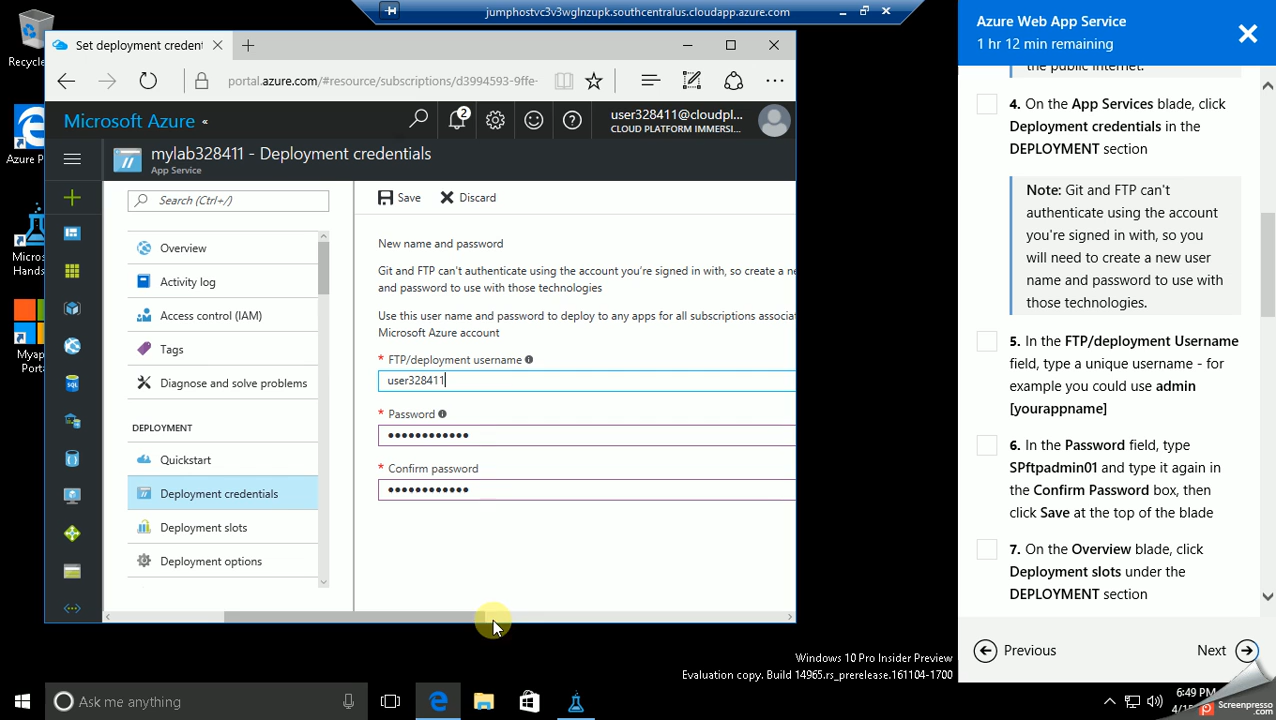 jumphostvc3v3wglnzupk.southcentralus.cloudapp.azure.com
Recycle
Azure P
Micros
Hands
Myap
Portal
Set deployment creden
portal.azure.com/#resource/subscriptions/d3994593-9ffe-
Microsoft Azure «
2
user328411@cloudpl...
CLOUD PLATFORM IMMERSI...
mylab328411 - Deployment credentials
App Service
Search (Ctrl+/)
Overview
Activity log
Access control (IAM)
Tags
Diagnose and solve problems
DEPLOYMENT
Quickstart
Deployment credentials
Deployment slots
Deployment options
Save
Discard
New name and password
Git and FTP can't authenticate using the account you're signed in with, so create a ne
and password to use with those technologies
Use this user name and password to deploy to any apps for all subscriptions associa
Microsoft Azure account
* FTP/deployment username
user328411
* Password
••••••••••••
* Confirm password
••••••••••••
Azure Web App Service
1 hr 12 min remaining
the public Internet.
4. On the App Services blade, click
Deployment credentials in the
DEPLOYMENT section
Note: Git and FTP can't
authenticate using the account
you're signed in with, so you
will need to create a new user
name and password to use with
those technologies.
5. In the FTP/deployment Username
field, type a unique username - for
example you could use admin
[yourappname]
6. In the Password field, type
SPftpadmin01 and type it again in
the Confirm Password box, then
click Save at the top of the blade
7. On the Overview blade, click
Deployment slots under the
DEPLOYMENT section
Previous
Next
Windows 10 Pro Insider Preview
Evaluation copy. Build 14965.rs_prerelease.161104-1700
Ask me anything
6:49 PM
Screenpresso
.com